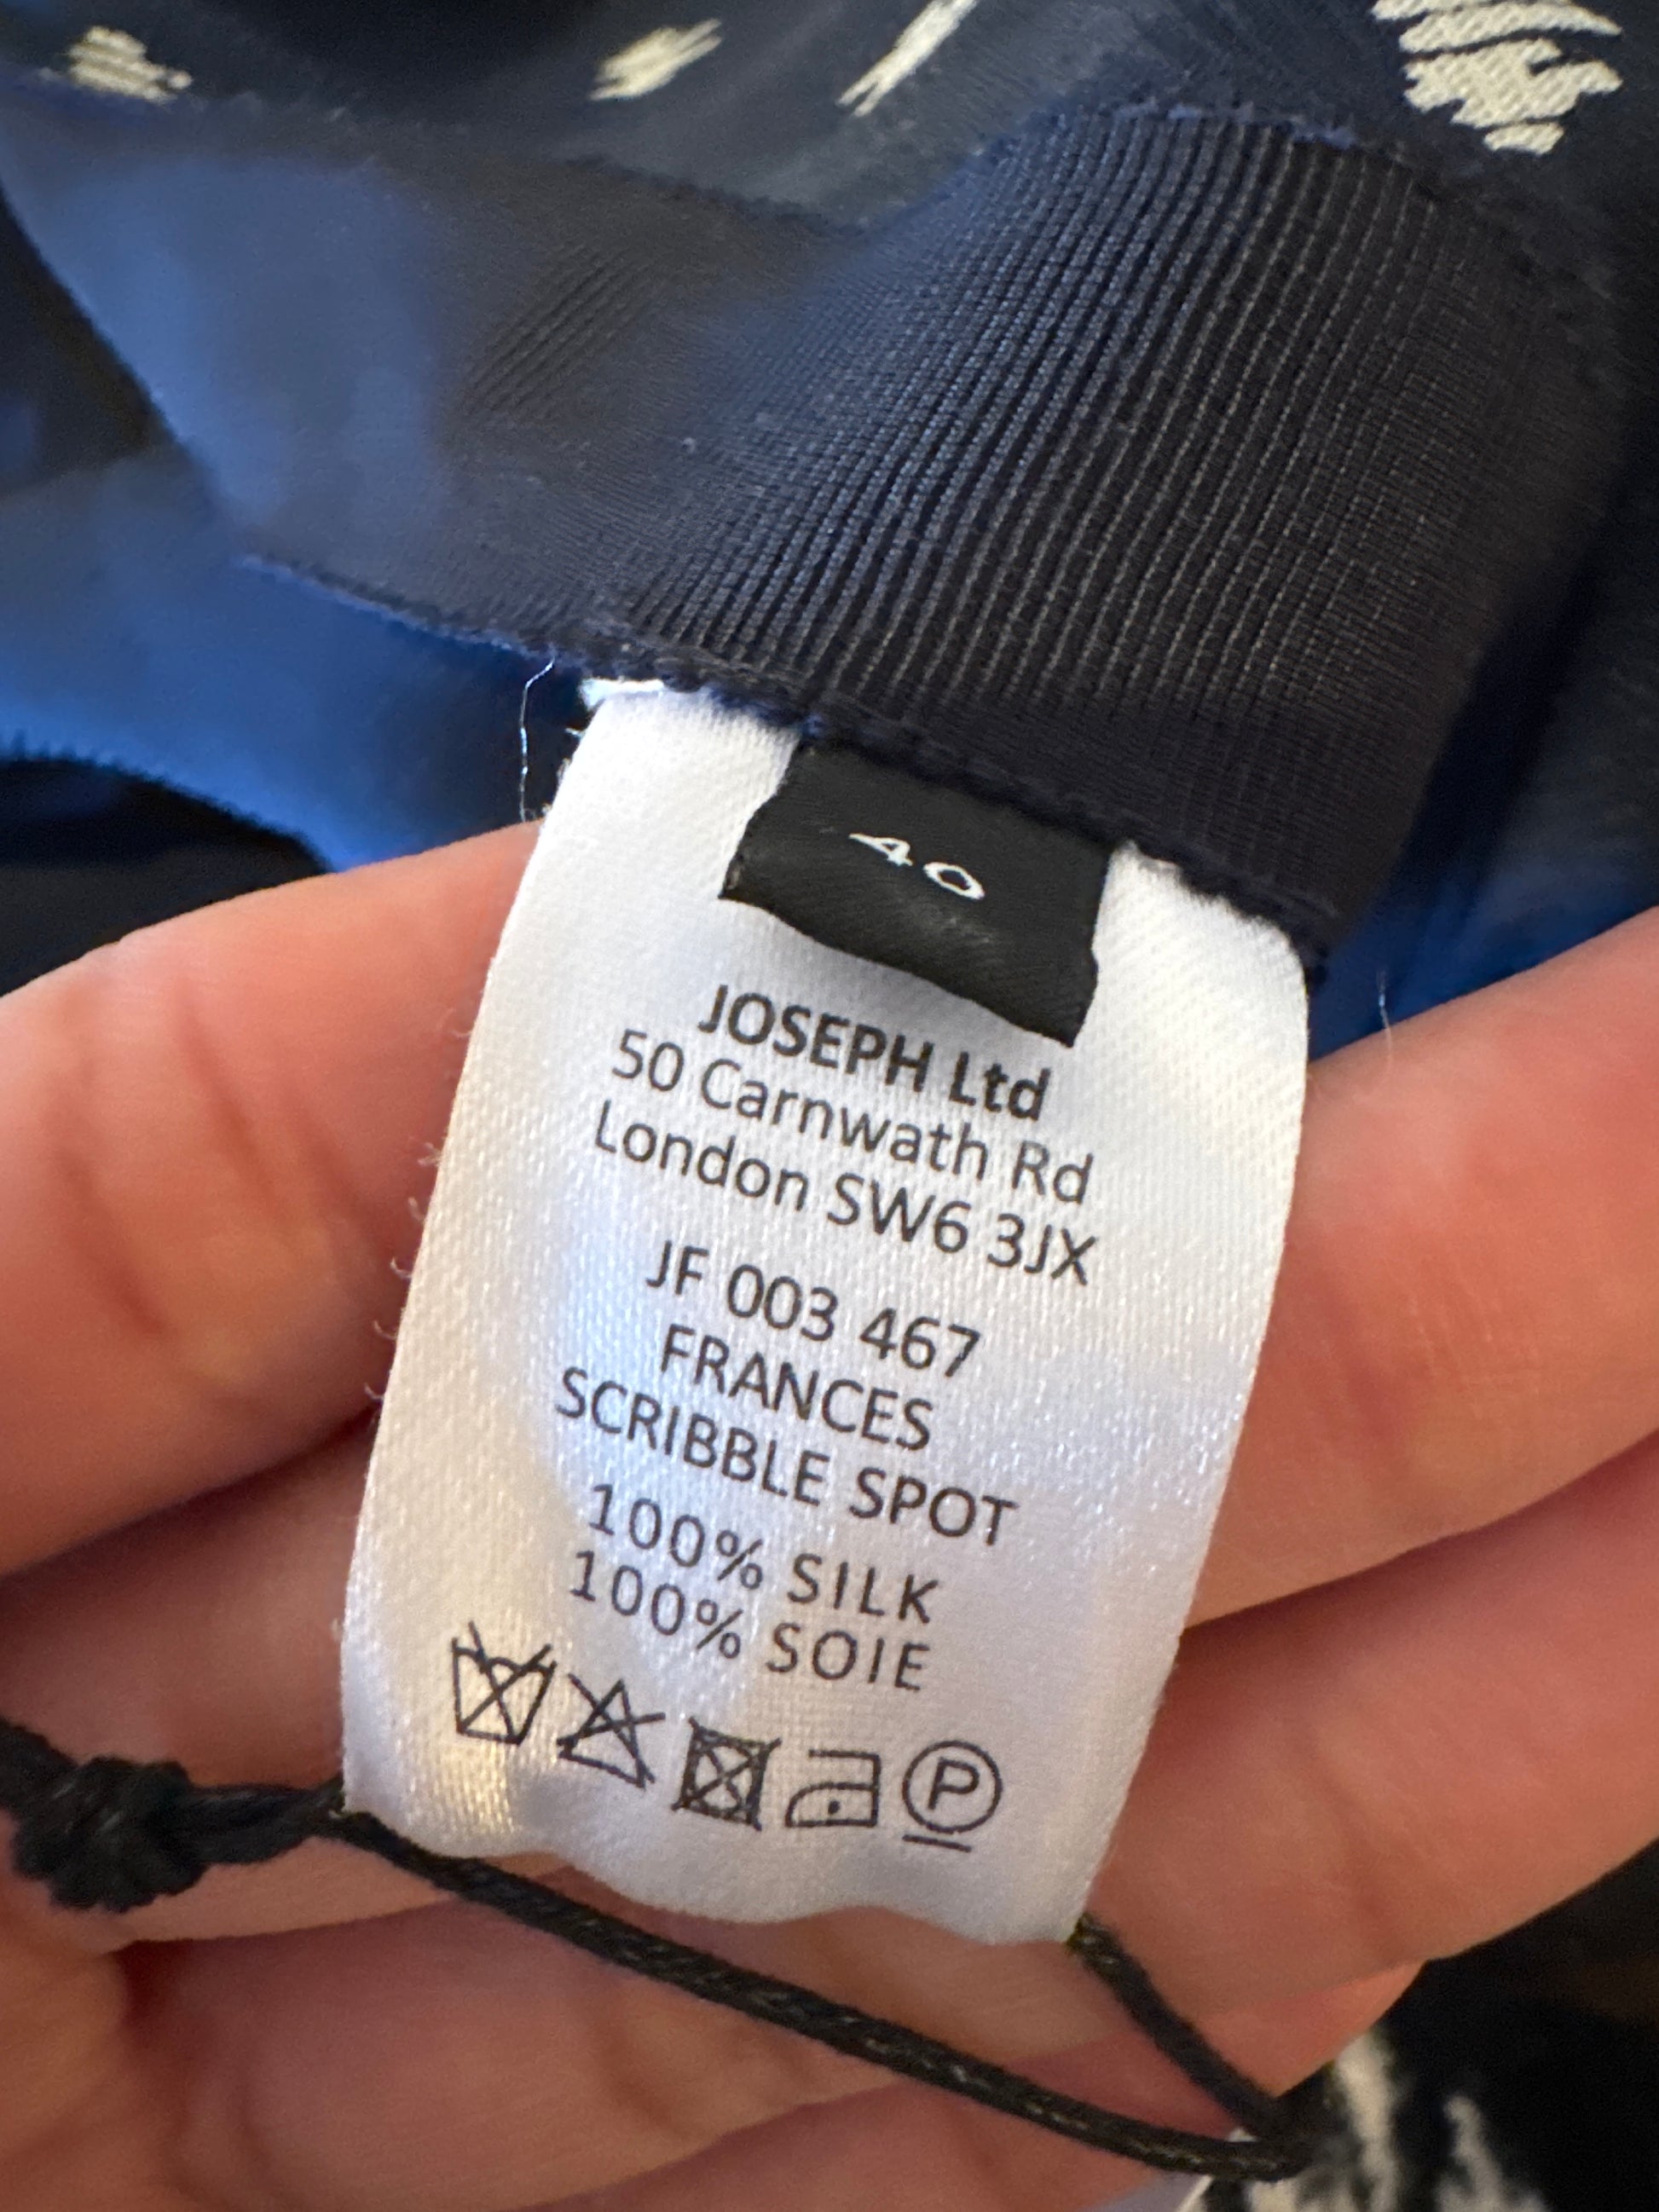 40
JOSEPH Ltd
50 Carnwath Rd
London SW6 3JX
JF 003 467
FRANCES
SCRIBBLE SPOT
100% SILK
100% SOIE
P